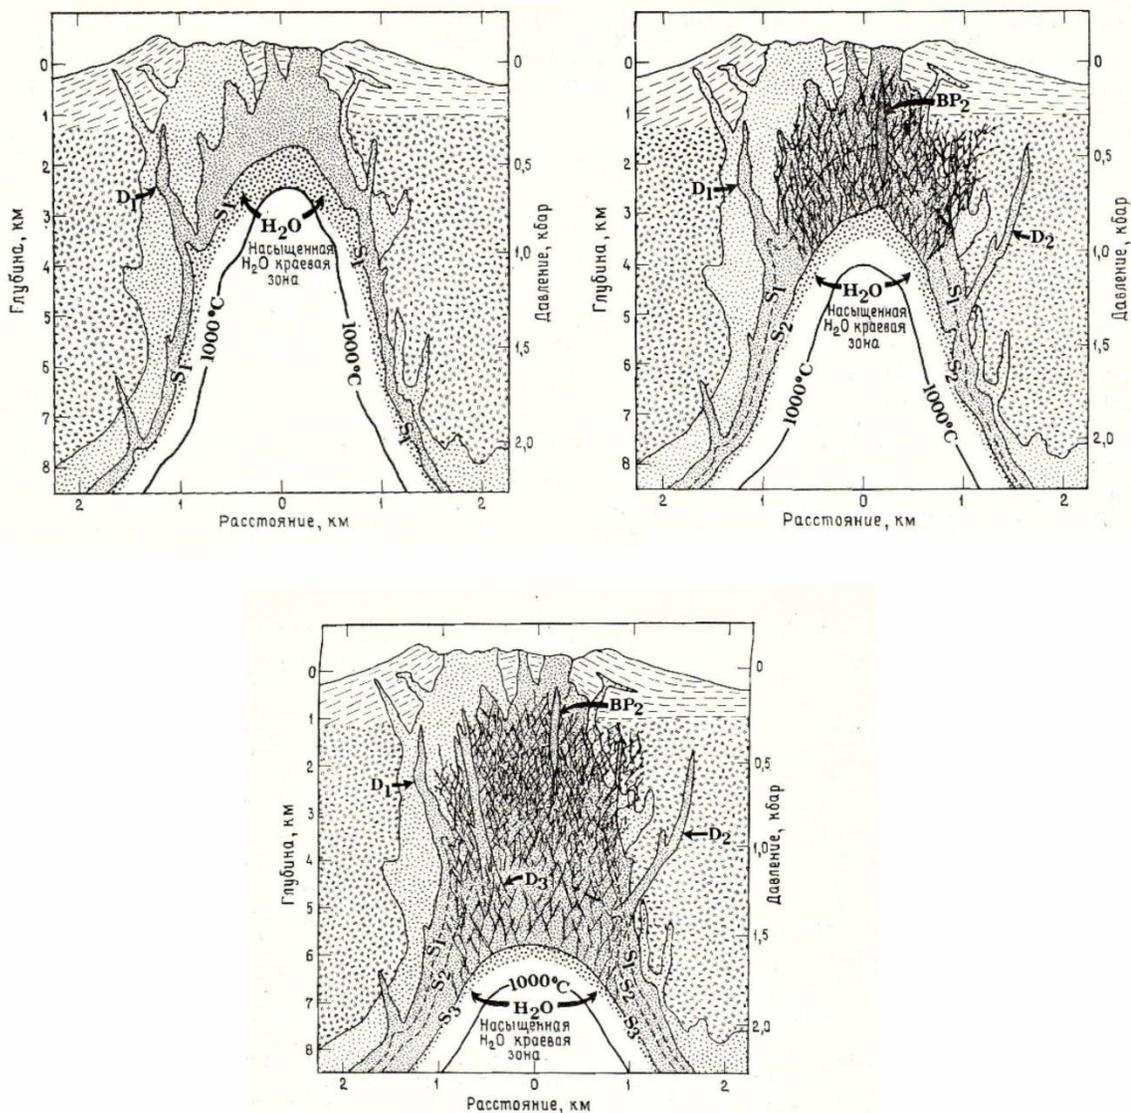 0
1
2
3
4
5
6
7
8
Глубина, км
D1
S1
H2O
Насыщенная
H2O краевая
зона
S1
S1
S1
1000°C
1000°C
0
0,5
1,0
1,5
2,0
Давление, кбар
2 1 0 1 2
Расстояние, км
0
1
2
3
4
5
6
7
8
Глубина, км
BP2
D1
D2
S1
S2
H2O
Насыщенная
H2O краевая
зона
S1
S2
1000°C
1000°C
0
0,5
1,0
1,5
2,0
Давление, кбар
2 1 0 1 2
Расстояние, км
0
1
2
3
4
5
6
7
8
Глубина, км
BP2
D1
D2
D3
S1
S2
S3
1000°C
H2O
Насыщенная
H2O краевая
зона
S1
S2
S3
0
0,5
1,0
1,5
2,0
Давление, кбар
2 1 0 1 2
Расстояние, км